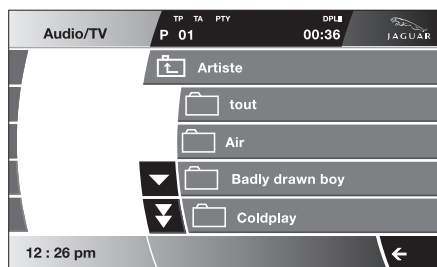 Audio/TV
TP TA PTY DPLII
P 01 00:36
JAGUAR
Artiste
tout
Air
Badly drawn boy
Coldplay
12 : 26 pm